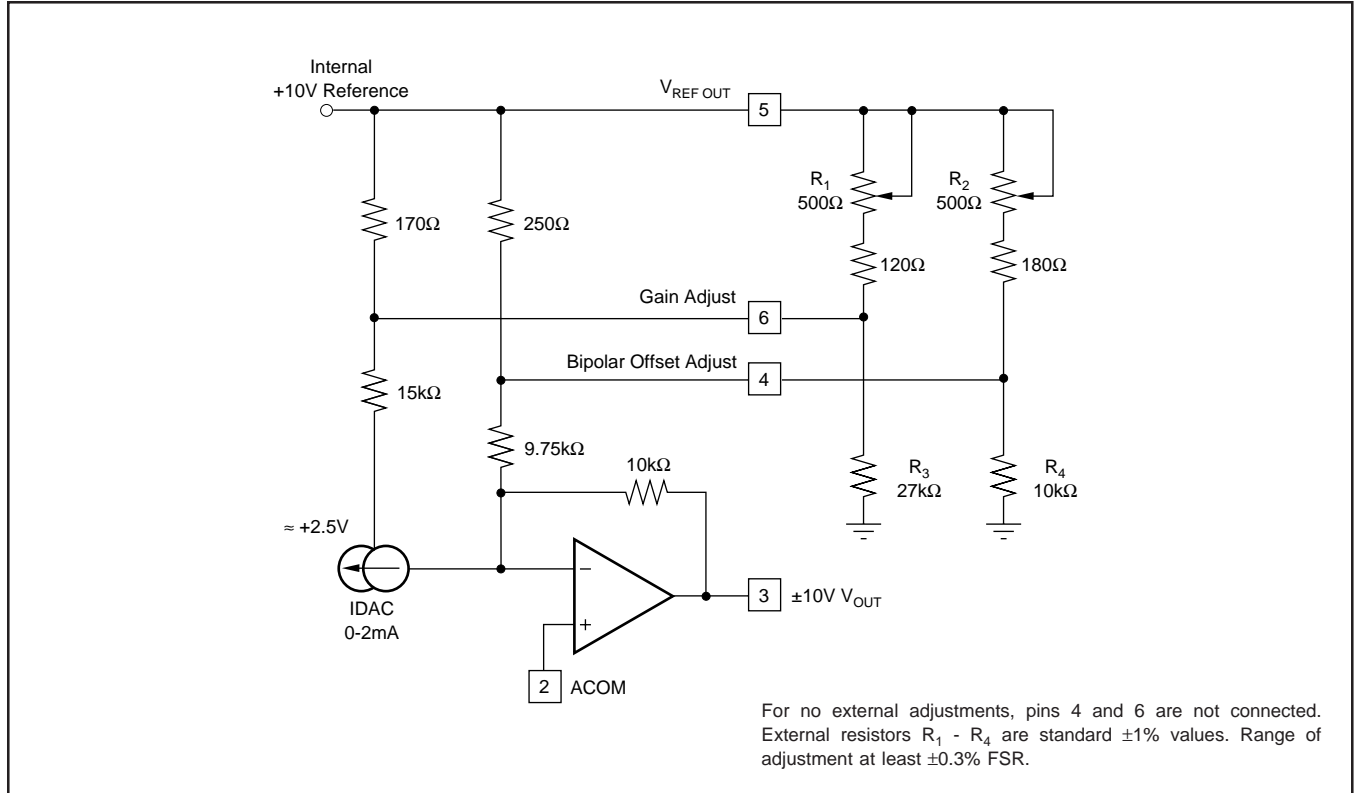 Internal
+10V Reference
V_REF OUT
5
R₁
500Ω
R₂
500Ω
170Ω
250Ω
120Ω
180Ω
Gain Adjust
6
Bipolar Offset Adjust
4
15kΩ
9.75kΩ
10kΩ
R₃
27kΩ
R₄
10kΩ
≈ +2.5V
IDAC
0-2mA
−
+
3
±10V V_OUT
2
ACOM
For no external adjustments, pins 4 and 6 are not connected.
External resistors R₁ - R₄ are standard ±1% values. Range of
adjustment at least ±0.3% FSR.